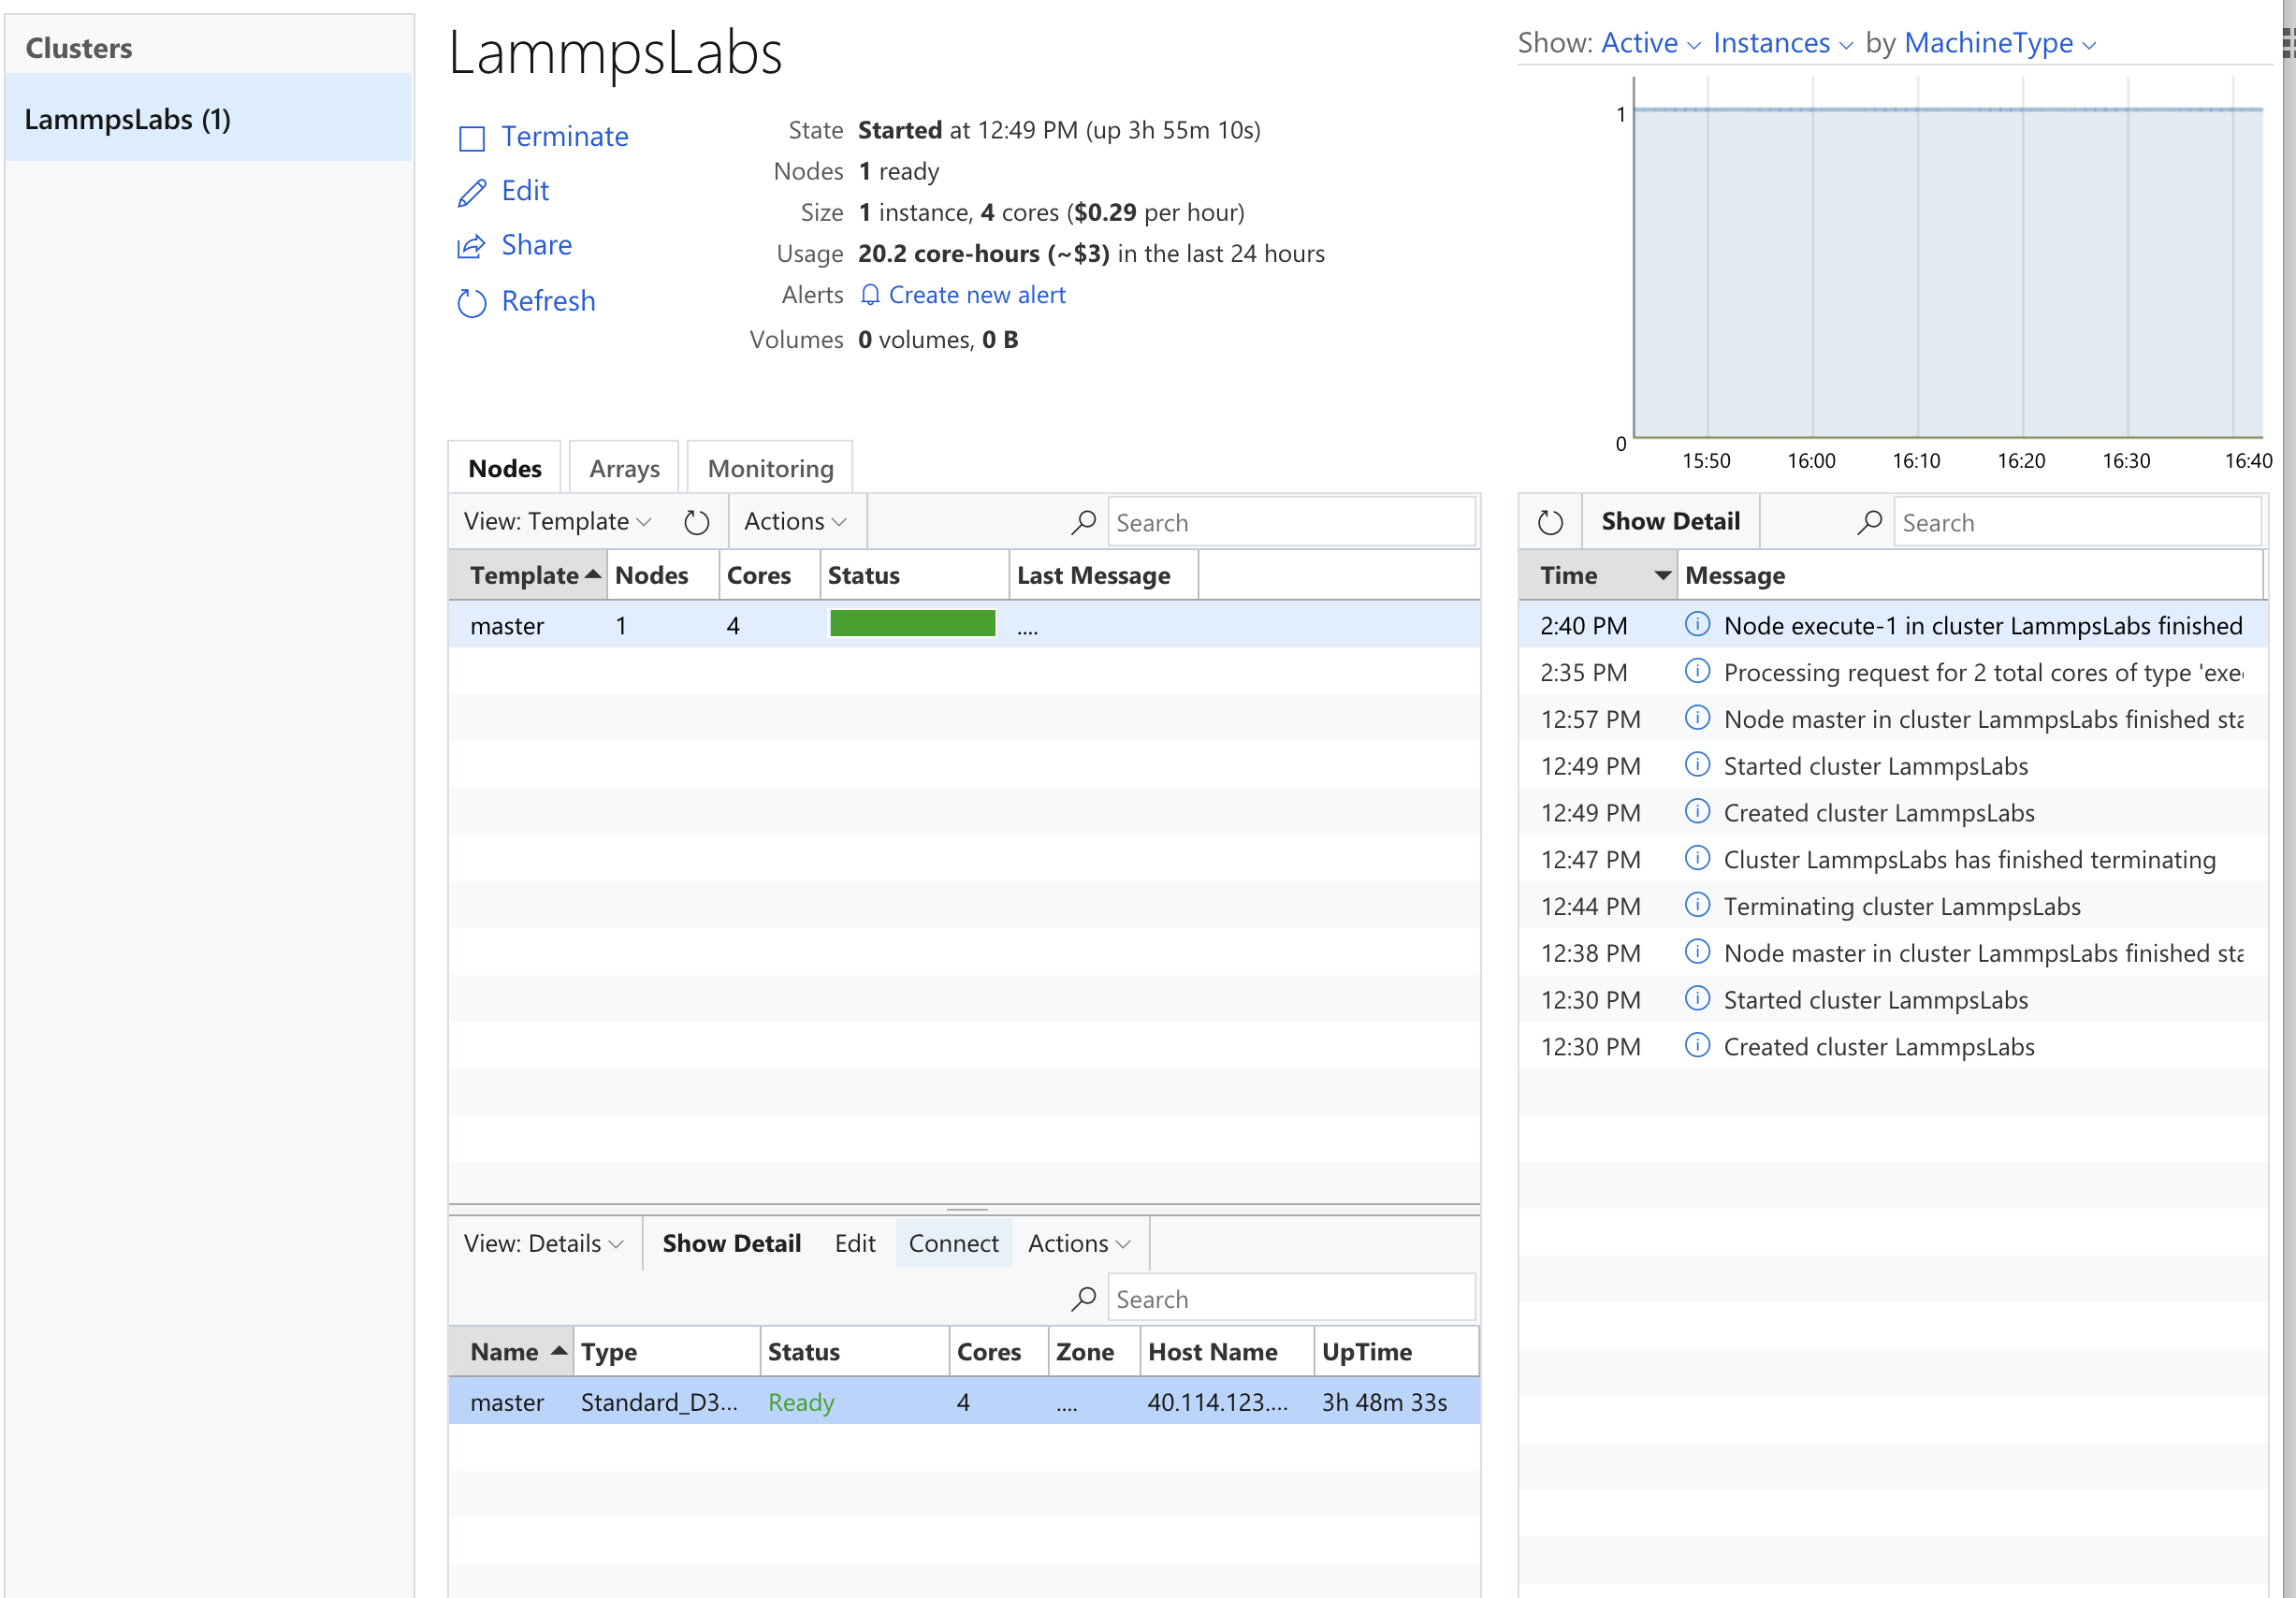 Clusters
LammpsLabs (1)
LammpsLabs
Terminate
Edit
Share
Refresh
State Started at 12:49 PM (up 3h 55m 10s)
Nodes 1 ready
Size 1 instance, 4 cores ($0.29 per hour)
Usage 20.2 core-hours (~$3) in the last 24 hours
Alerts Create new alert
Volumes 0 volumes, 0 B
Show: Active Instances by MachineType
1
0
15:50 16:00 16:10 16:20 16:30 16:40
Nodes Arrays Monitoring
View: Template Actions Search
Template Nodes Cores Status Last Message
master 1 4 ....
View: Details Show Detail Edit Connect Actions
Search
Name Type Status Cores Zone Host Name UpTime
master Standard_D3... Ready 4 .... 40.114.123.... 3h 48m 33s
Show Detail Search
Time Message
2:40 PM Node execute-1 in cluster LammpsLabs finished
2:35 PM Processing request for 2 total cores of type 'exe
12:57 PM Node master in cluster LammpsLabs finished sta
12:49 PM Started cluster LammpsLabs
12:49 PM Created cluster LammpsLabs
12:47 PM Cluster LammpsLabs has finished terminating
12:44 PM Terminating cluster LammpsLabs
12:38 PM Node master in cluster LammpsLabs finished sta
12:30 PM Started cluster LammpsLabs
12:30 PM Created cluster LammpsLabs